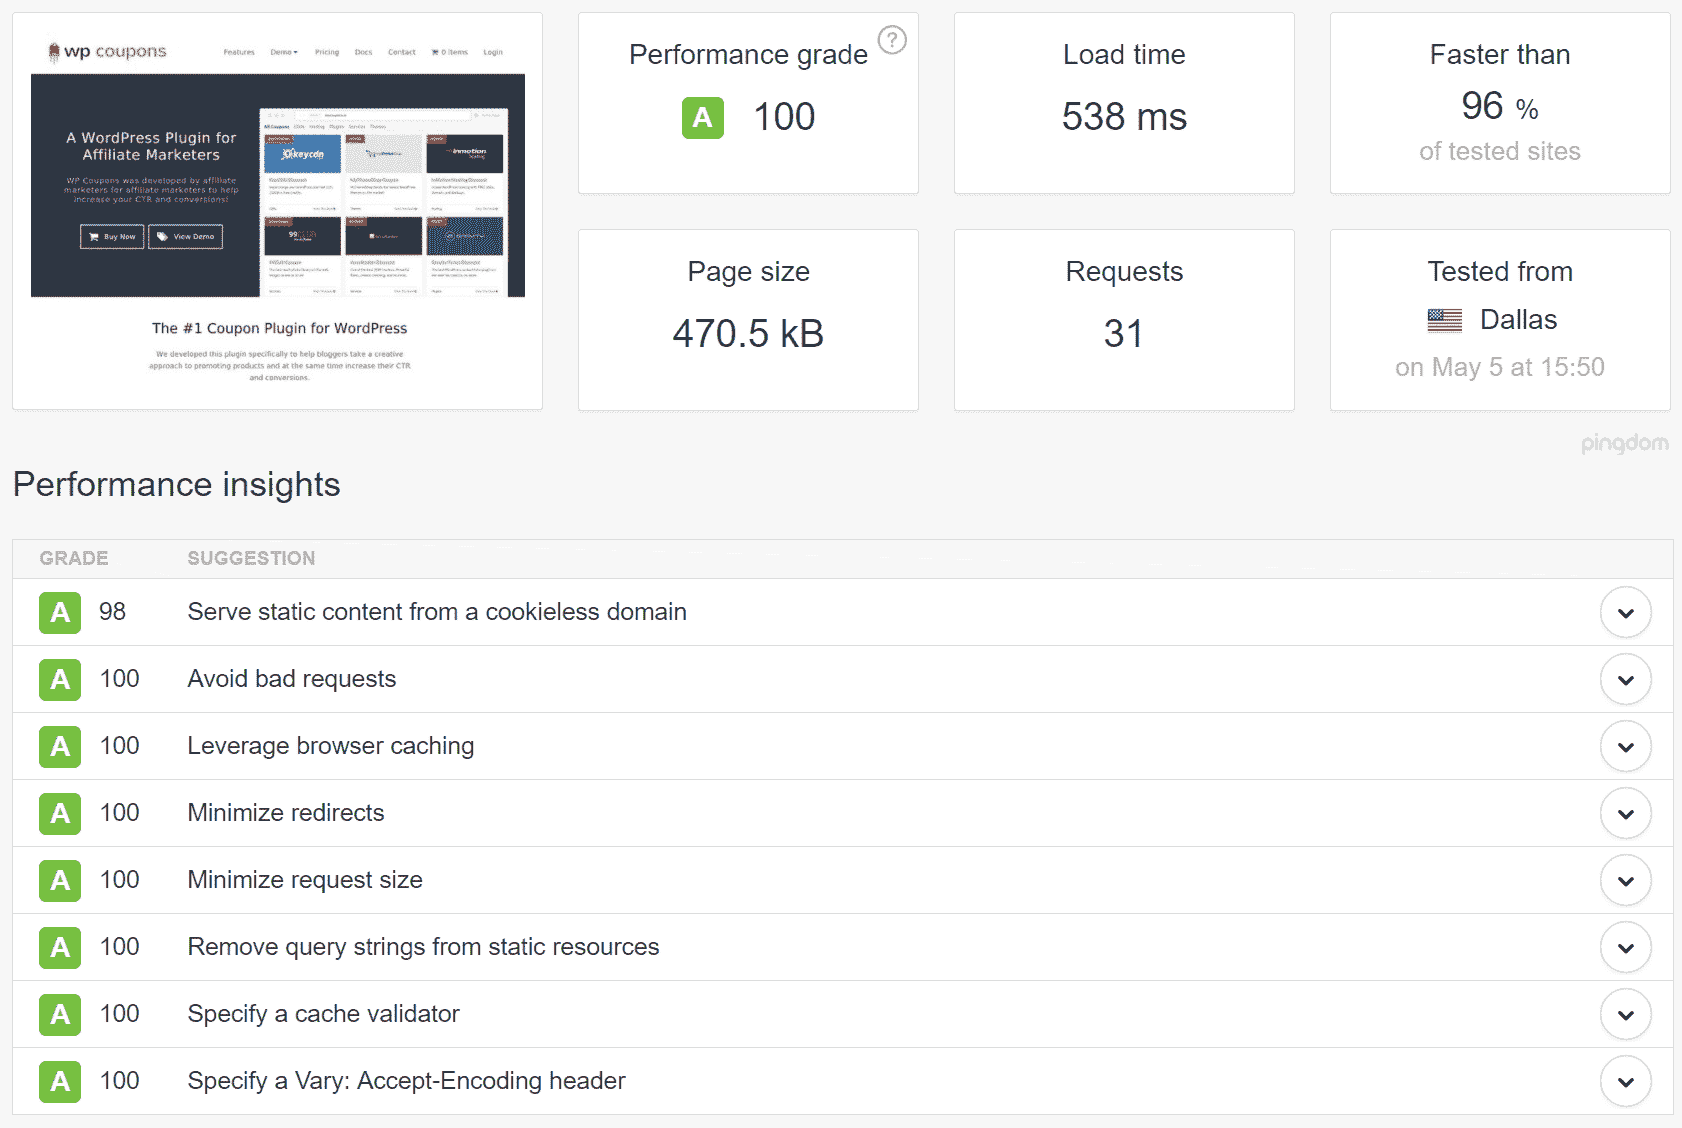 wp coupons
Features Demo Pricing Docs Contact 0 items Login
A WordPress Plugin for
Affiliate Marketers
WP Coupons was developed by affiliate
marketers for affiliate marketers to help
increase your CTR and conversions!
Buy Now View Demo
keycdn
inmotion
The #1 Coupon Plugin for WordPress
We developed this plugin specifically to help bloggers take a creative
approach to promoting products and at the same time increase their CTR
and conversions.
Performance grade ?
A 100
Load time
538 ms
Faster than
96 %
of tested sites
Page size
470.5 kB
Requests
31
Tested from
Dallas
on May 5 at 15:50
pingdom
Performance insights
GRADE SUGGESTION
A 98 Serve static content from a cookieless domain
A 100 Avoid bad requests
A 100 Leverage browser caching
A 100 Minimize redirects
A 100 Minimize request size
A 100 Remove query strings from static resources
A 100 Specify a cache validator
A 100 Specify a Vary: Accept-Encoding header